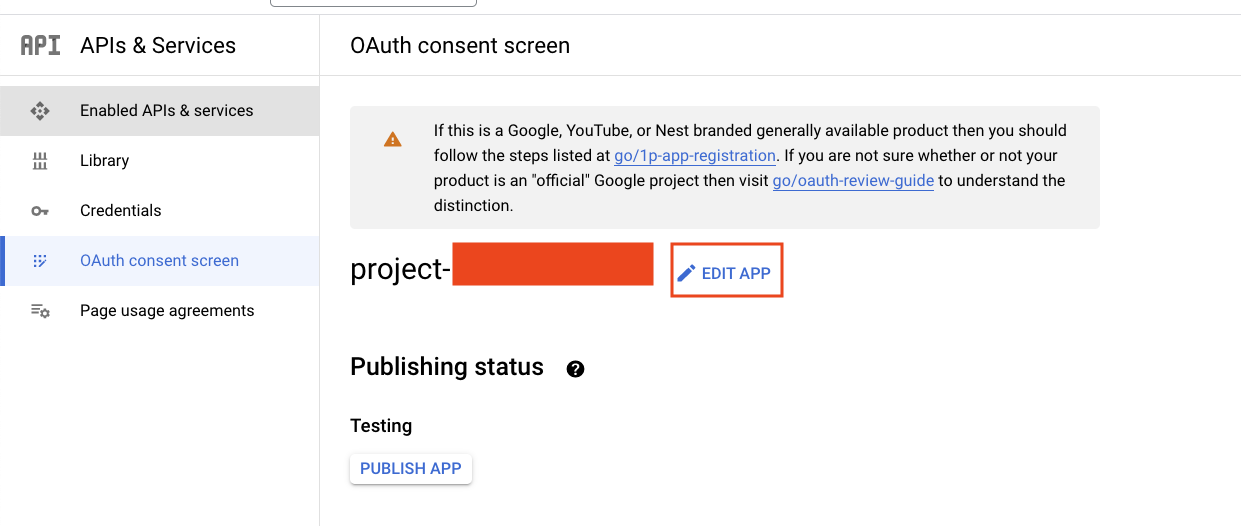 API APIs & Services
OAuth consent screen
Enabled APIs & services
Library
Credentials
OAuth consent screen
Page usage agreements
If this is a Google, YouTube, or Nest branded generally available product then you should
follow the steps listed at go/1p-app-registration. If you are not sure whether or not your
product is an "official" Google project then visit go/oauth-review-guide to understand the
distinction.
project-
EDIT APP
Publishing status ?
Testing
PUBLISH APP